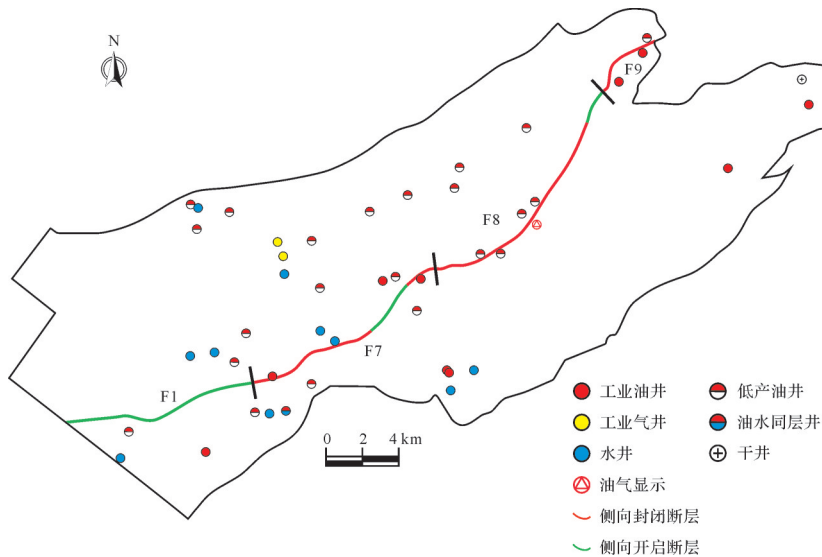 N
F9
F8
F7
F1
0 2 4 km
工业油井
低产油井
工业气井
油水同层井
水井
干井
油气显示
侧向封闭断层
侧向开启断层